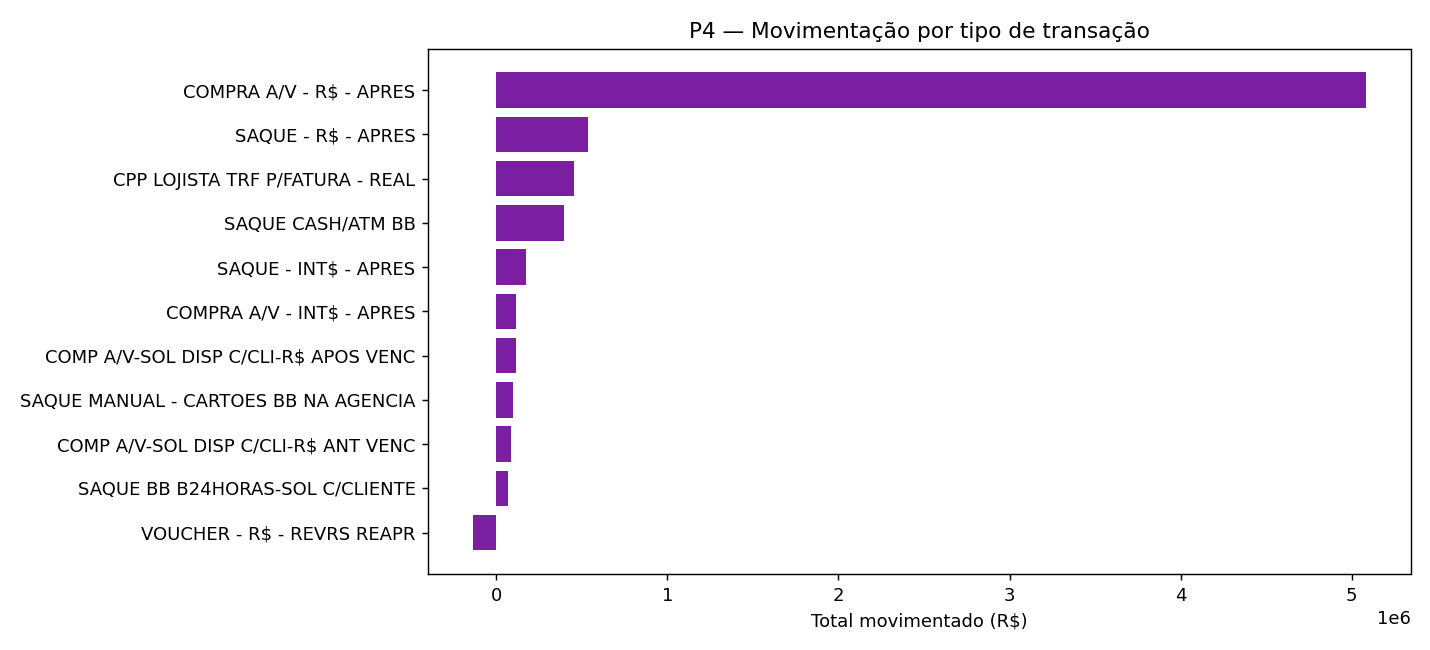 P4 — Movimentação por tipo de transação
COMPRA A/V - R$ - APRES
SAQUE - R$ - APRES
CPP LOJISTA TRF P/FATURA - REAL
SAQUE CASH/ATM BB
SAQUE - INT$ - APRES
COMPRA A/V - INT$ - APRES
COMP A/V-SOL DISP C/CLI-R$ APOS VENC
SAQUE MANUAL - CARTOES BB NA AGENCIA
COMP A/V-SOL DISP C/CLI-R$ ANT VENC
SAQUE BB B24HORAS-SOL C/CLIENTE
VOUCHER - R$ - REVRS REAPR
0 1 2 3 4 5
1e6
Total movimentado (R$)